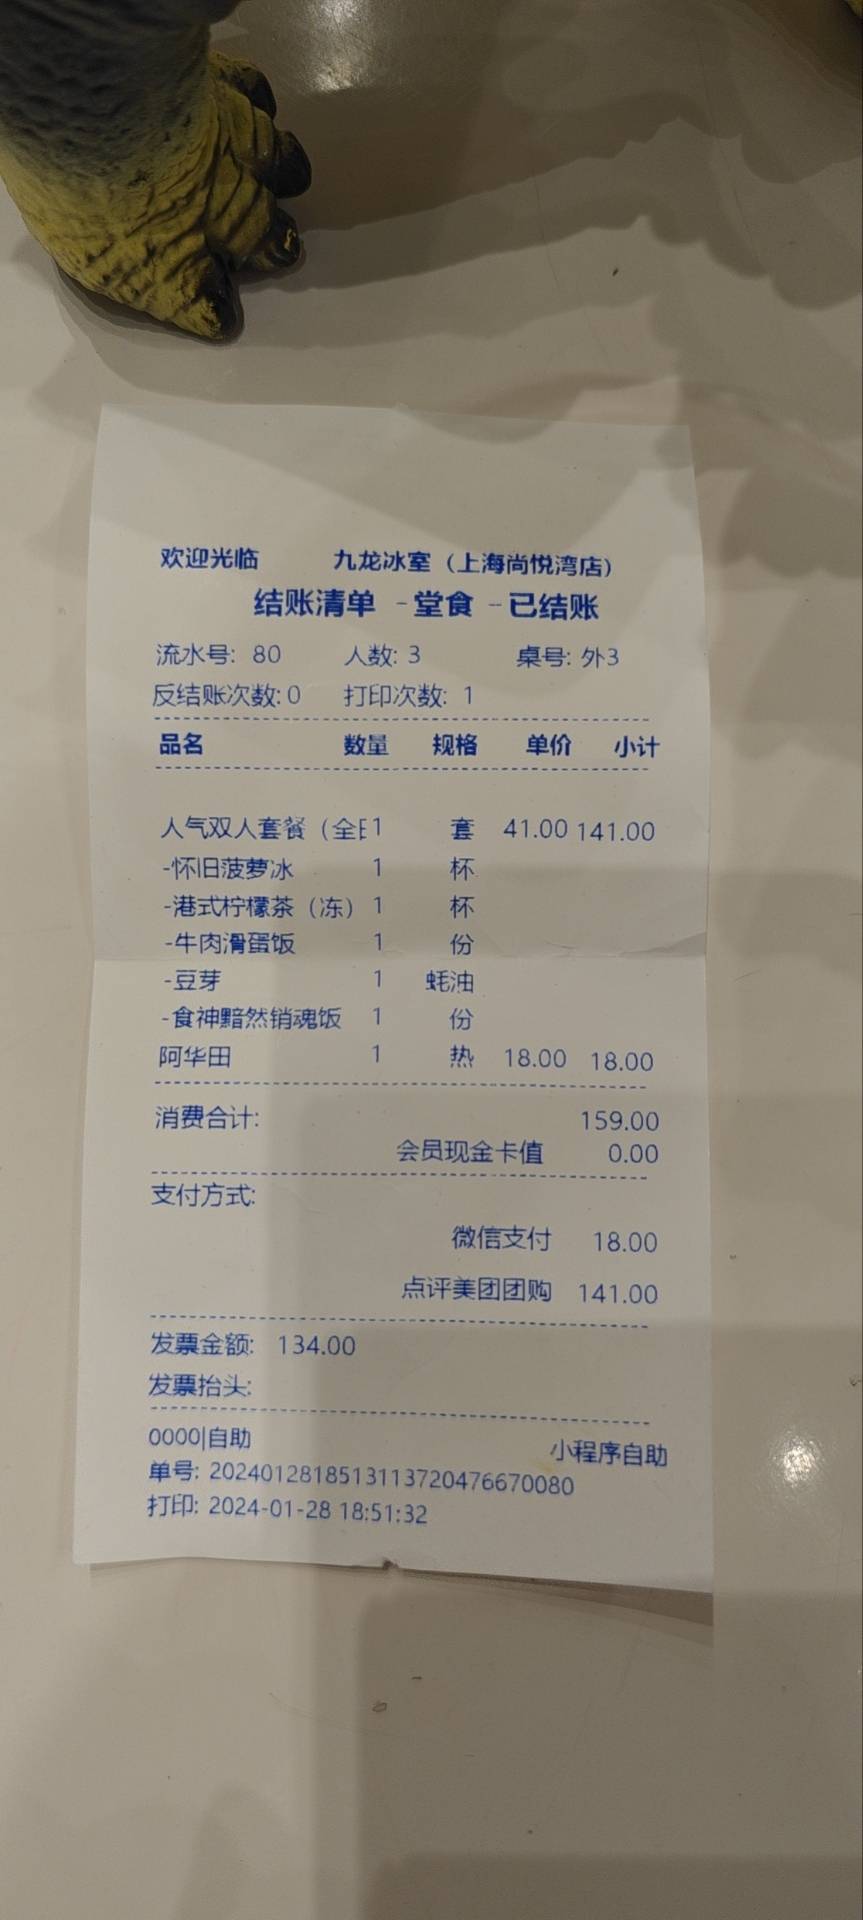 欢迎光临 九龙冰室（上海尚悦湾店）
结账清单 -堂食 -已结账
流水号: 80 人数: 3 桌号: 外3
反结账次数:0 打印次数: 1
品名 数量 规格 单价 小计
人气双人套餐（全 1 套 41.00 141.00
-怀旧菠萝冰 1 杯
-港式柠檬茶（冻） 1 杯
-牛肉滑蛋饭 1 份
-豆芽 1 蚝油
-食神黯然销魂饭 1 份
阿华田 1 热 18.00 18.00
消费合计: 159.00
会员现金卡值 0.00
支付方式:
微信支付 18.00
点评美团团购 141.00
发票金额: 134.00
发票抬头:
0000|自助 小程序自助
单号: 20240128185131137204766700​80
打印: 2024-01-28 18:51:32